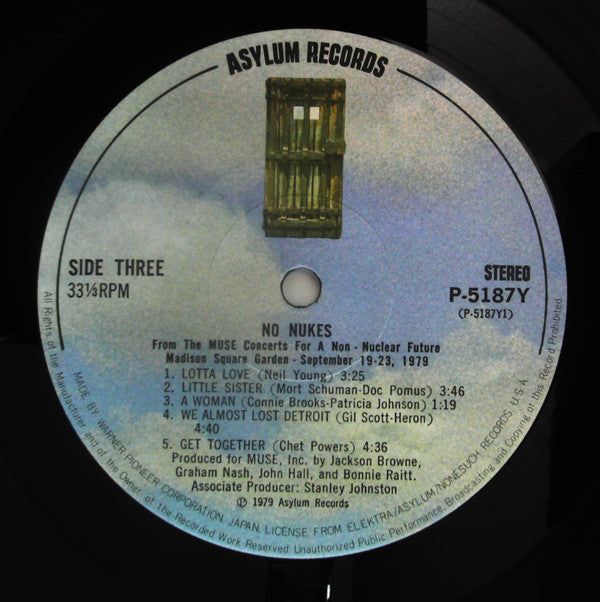 ASYLUM RECORDS
SIDE THREE
33⅓RPM
STEREO
P-5187Y
(P-5187Y1)
NO NUKES
From The MUSE Concerts For A Non - Nuclear Future
Madison Square Garden - September 19-23, 1979
1. LOTTA LOVE (Neil Young) 3:25
2. LITTLE SISTER (Mort Schuman-Doc Pomus) 3:46
3. A WOMAN (Connie Brooks-Patricia Johnson) 1:19
4. WE ALMOST LOST DETROIT (Gil Scott-Heron)
4:40
5. GET TOGETHER (Chet Powers) 4:36
Produced for MUSE, Inc. by Jackson Browne,
Graham Nash, John Hall, and Bonnie Raitt.
Associate Producer: Stanley Johnston
℗ 1979 Asylum Records
MADE BY WARNER PIONEER CORPORATION, JAPAN, LICENSE FROM ELEKTRA/ASYLUM/NONESUCH RECORDS, U.S.A.
All Rights of the Manufacturer and of the Owner of the Recorded Work Reserved Unauthorized Public Performance, Broadcasting and Copying of this Record Prohibited.